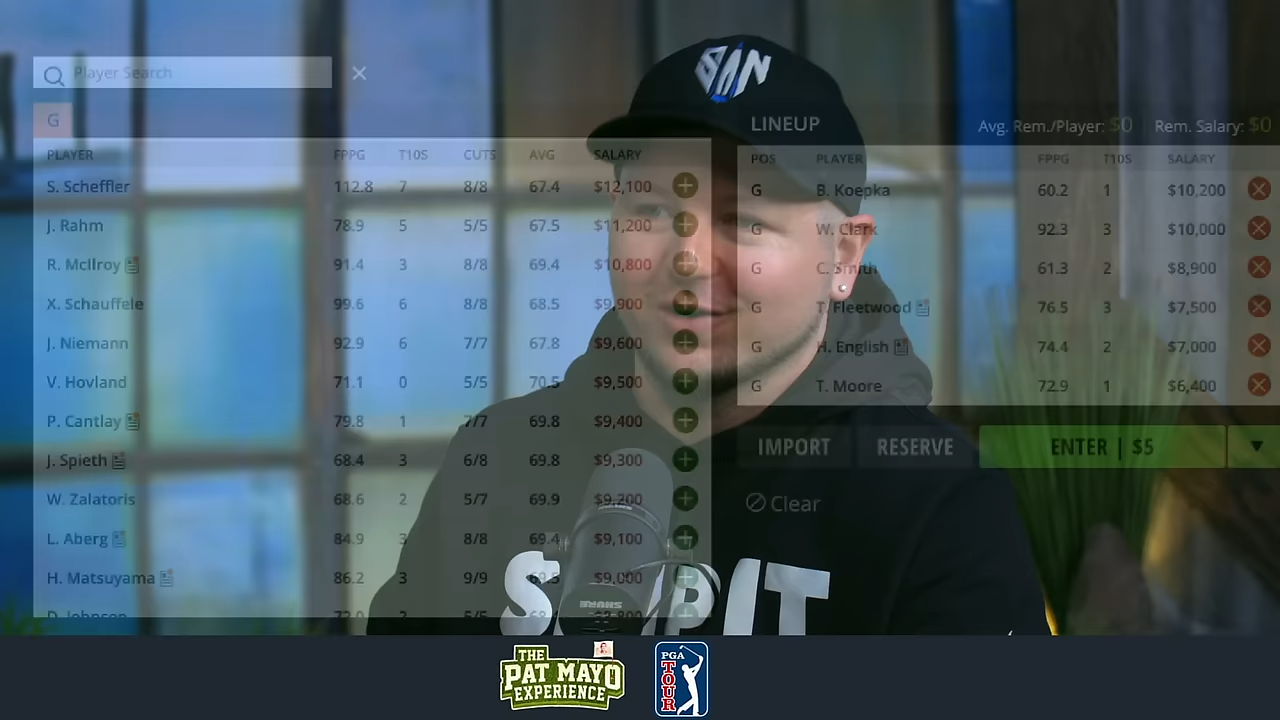 Player Search
G
LINEUP
Avg. Rem./Player: $0 Rem. Salary: $0
PLAYER FPPG T10S CUTS AVG SALARY
S. Scheffler 112.8 7 8/8 67.4 $12,100
J. Rahm 78.9 5 5/5 67.5 $11,200
R. McIlroy 91.4 3 8/8 69.4 $10,800
X. Schauffele 99.6 6 8/8 68.5 $9,900
J. Niemann 92.9 6 7/7 67.8 $9,600
V. Hovland 71.1 0 5/5 70.5 $9,500
P. Cantlay 79.8 1 7/7 69.8 $9,400
J. Spieth 68.4 3 6/8 69.8 $9,300
W. Zalatoris 68.6 2 5/7 69.9 $9,200
L. Aberg 84.9 3 8/8 69.4 $9,100
H. Matsuyama 86.2 3 9/9 $9,000
D. Johnson
POS PLAYER FPPG T10S SALARY
G B. Koepka 60.2 1 $10,200
G W. Clark 92.3 3 $10,000
G C. Smith 61.3 2 $8,900
G T. Fleetwood 76.5 3 $7,500
G H. English 74.4 2 $7,000
G T. Moore 72.9 1 $6,400
IMPORT RESERVE ENTER | $5
Clear
SHURE
THE
PAT MAYO
EXPERIENCE
PGA
TOUR